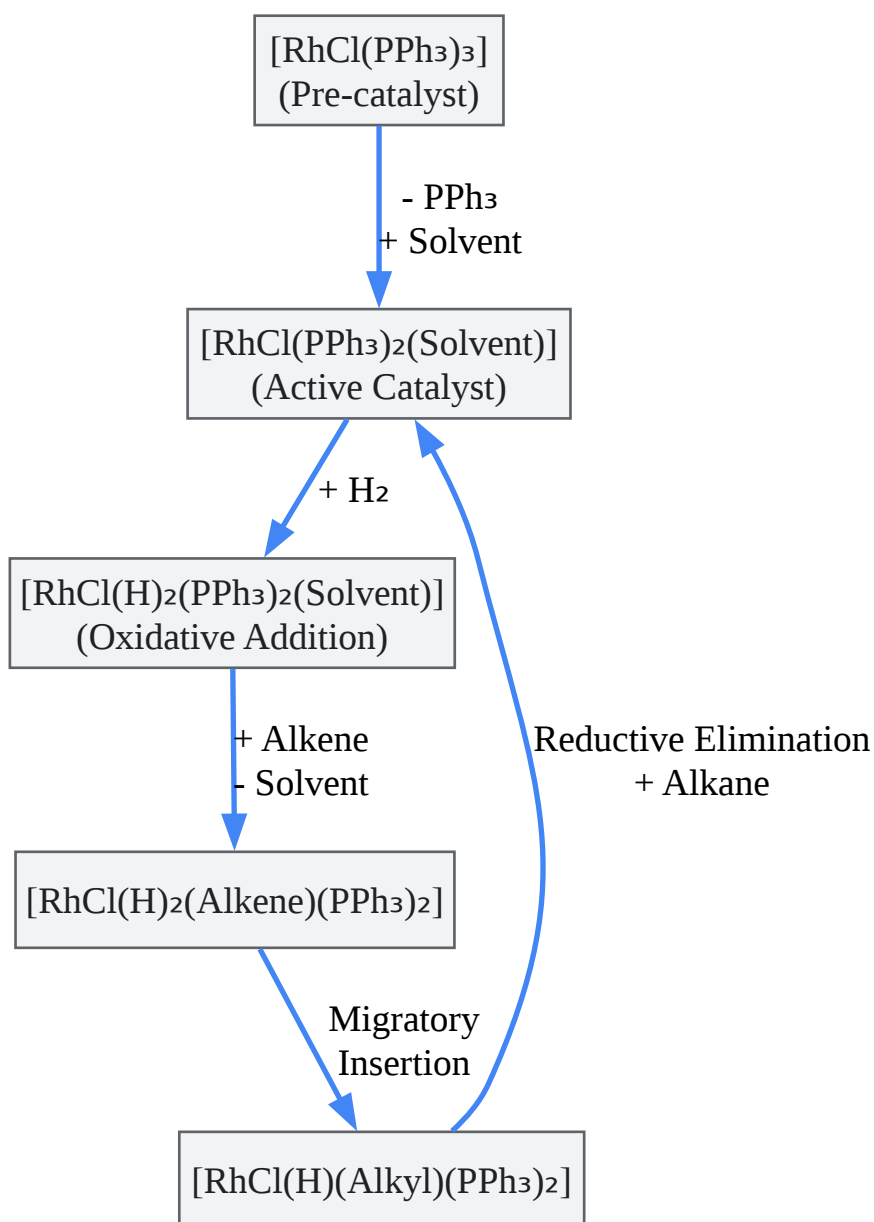 [RhCl(PPh₃)₃]
(Pre-catalyst)
- PPh₃
+ Solvent
[RhCl(PPh₃)₂(Solvent)]
(Active Catalyst)
+ H₂
[RhCl(H)₂(PPh₃)₂(Solvent)]
(Oxidative Addition)
+ Alkene
- Solvent
Reductive Elimination
+ Alkane
[RhCl(H)₂(Alkene)(PPh₃)₂]
Migratory
Insertion
[RhCl(H)(Alkyl)(PPh₃)₂]